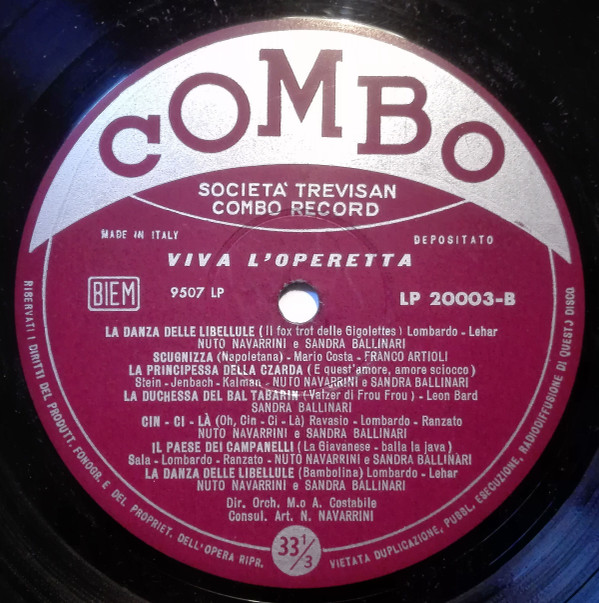 COMBO
SOCIETA' TREVISAN
COMBO RECORD
MADE IN ITALY
DEPOSITATO
VIVA L'OPERETTA
BIEM
9507 LP
LP 20003-B
LA DANZA DELLE LIBELLULE (Il fox trot delle Gigolettes) Lombardo - Lehar
NUTO NAVARRINI e SANDRA BALLINARI
SCUGNIZZA (Napoletana) - Mario Costa - FRANCO ARTIOLI
LA PRINCIPESSA DELLA CZARDA (E quest'amore, amore sciocco)
Stein - Jenbach - Kalman - NUTO NAVARRINI e SANDRA BALLINARI
LA DUCHESSA DEL BAL TABARIN (Valzer di Frou Frou) - Leon Bard
SANDRA BALLINARI
CIN - CI - LÀ (Oh, Cin - Ci - Là) Ravasio - Lombardo - Ranzato
NUTO NAVARRINI e SANDRA BALLINARI
IL PAESE DEI CAMPANELLI (La Giavanese - balla la java)
Sala - Lombardo - Ranzato - NUTO NAVARRINI e SANDRA BALLINARI
LA DANZA DELLE LIBELLULE (Bambolina) Lombardo - Lehar
NUTO NAVARRINI e SANDRA BALLINARI
Dir. Orch. M.o A. Costabile
Consul. Art. N. NAVARRINI
33 1/3
RISERVATI I DIRITTI DEL PRODUTT. FONOGR. E DEL PROPRIET. DELL'OPERA RIPR.
VIETATA DUPLICAZIONE, PUBBL. ESECUZIONE, RADIODIFFUSIONE DI QUESTO DISCO